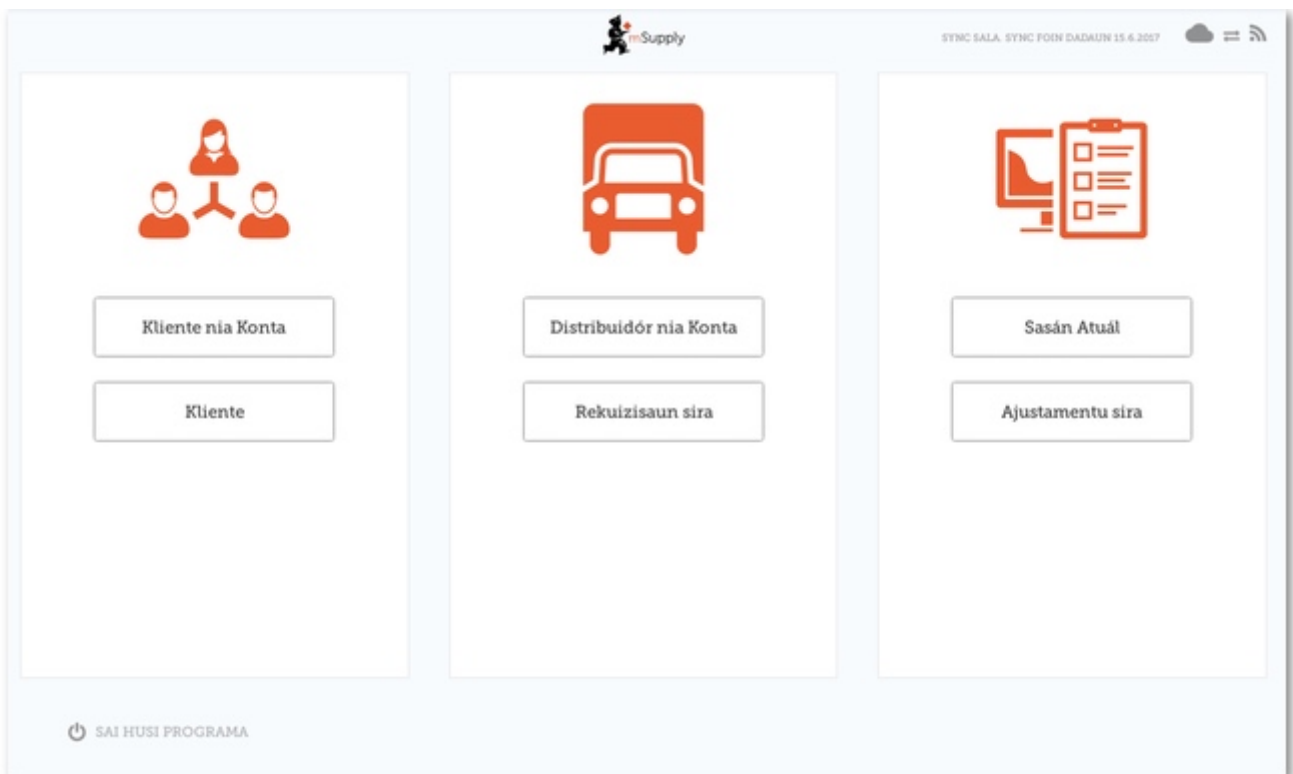 mSupply
SYNC SALA. SYNC FOIN DADAUN 15.6.2017
Kliente nia Konta
Kliente
Distribuidór nia Konta
Rekuizisaun sira
Sasán Atuál
Ajustamentu sira
SAI HUSI PROGRAMA